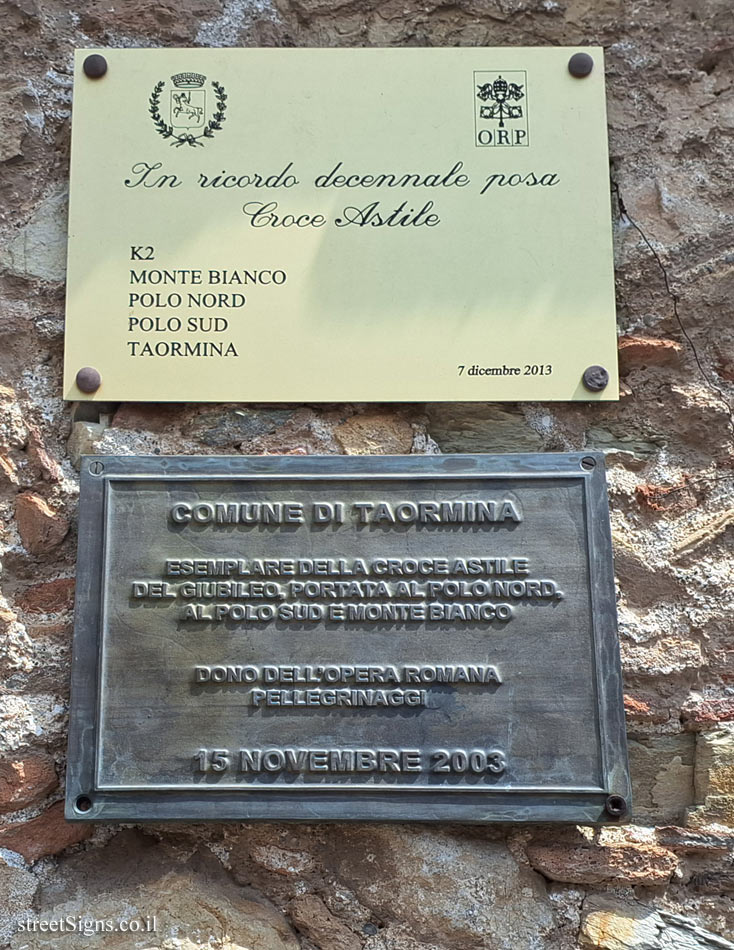 ORP
In ricordo decennale posa
Croce Astile
K2
MONTE BIANCO
POLO NORD
POLO SUD
TAORMINA
7 dicembre 2013
COMUNE DI TAORMINA
ESEMPLARE DELLA CROCE ASTILE
DEL GIUBILEO, PORTATA AL POLO NORD,
AL POLO SUD E MONTE BIANCO
DONO DELL'OPERA ROMANA
PELLEGRINAGGI
15 NOVEMBRE 2003
streetSigns.co.il